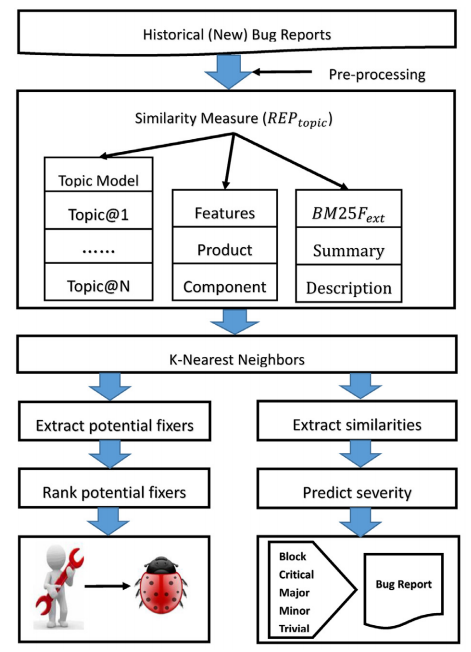 Historical (New) Bug Reports
Pre-processing
Similarity Measure (REP_topic)
Topic Model
Topic@1
……
Topic@N
Features
Product
Component
BM25F_ext
Summary
Description
K-Nearest Neighbors
Extract potential fixers
Extract similarities
Rank potential fixers
Predict severity
Block
Critical
Major
Minor
Trivial
Bug Report